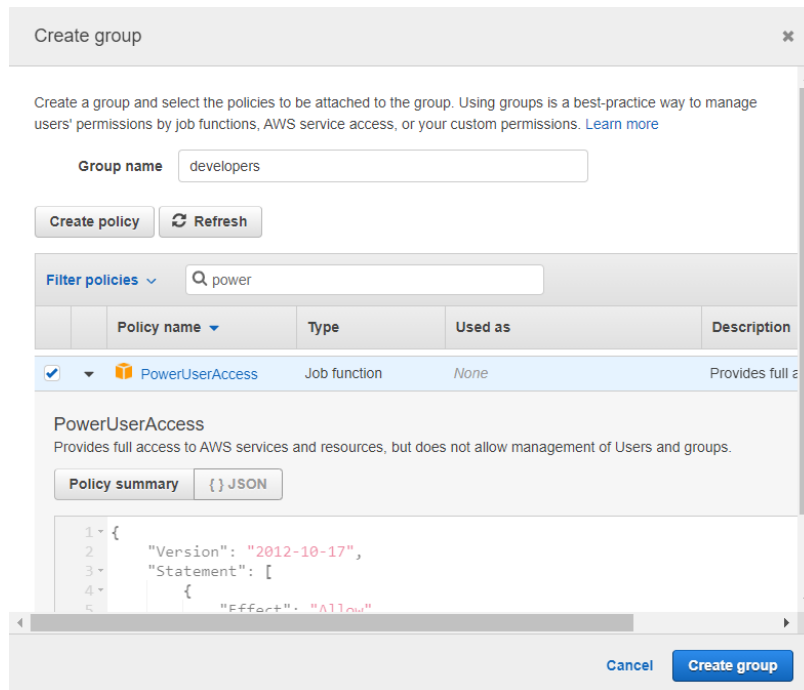 Create group
Create a group and select the policies to be attached to the group. Using groups is a best-practice way to manage
users' permissions by job functions, AWS service access, or your custom permissions. Learn more
Group name developers
Create policy Refresh
Filter policies power
Policy name Type Used as Description
PowerUserAccess Job function None Provides full a
PowerUserAccess
Provides full access to AWS services and resources, but does not allow management of Users and groups.
Policy summary { } JSON
1 {
2 "Version": "2012-10-17",
3 "Statement": [
4 {
5 "Effect": "Allow"
Cancel Create group